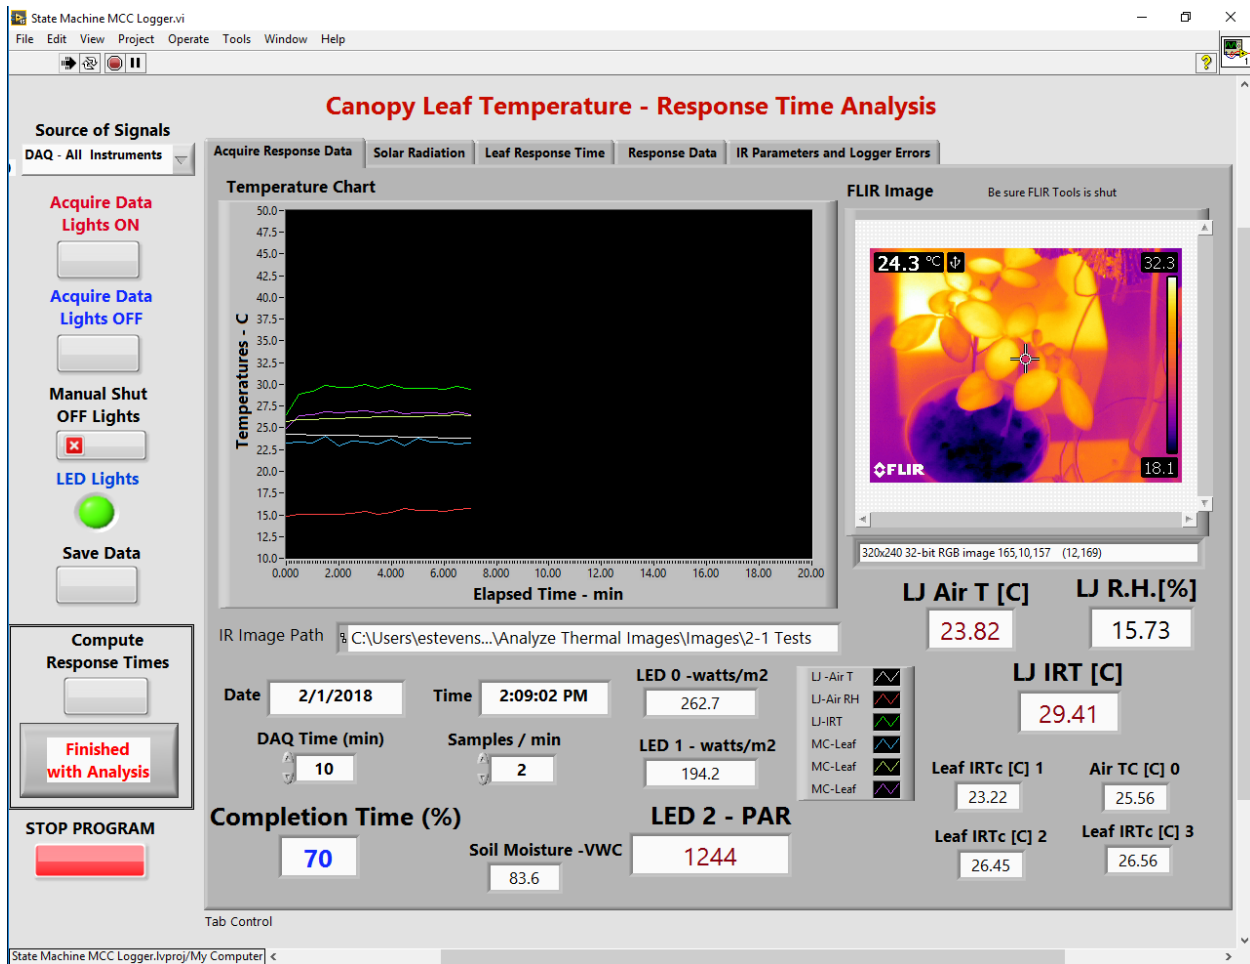 State Machine MCC Logger.vi
File Edit View Project Operate Tools Window Help
Canopy Leaf Temperature - Response Time Analysis
Source of Signals
DAQ - All Instruments
Acquire Data
Lights ON
Acquire Data
Lights OFF
Manual Shut
OFF Lights
LED Lights
Save Data
Compute
Response Times
Finished
with Analysis
STOP PROGRAM
Acquire Response Data Solar Radiation Leaf Response Time Response Data IR Parameters and Logger Errors
Temperature Chart
Temperatures - C
50.0
47.5
45.0
42.5
40.0
37.5
35.0
32.5
30.0
27.5
25.0
22.5
20.0
17.5
15.0
12.5
10.0
0.000 2.000 4.000 6.000 8.000 10.00 12.00 14.00 16.00 18.00 20.00
Elapsed Time - min
FLIR Image Be sure FLIR Tools is shut
24.3 °C 32.3
FLIR 18.1
320x240 32-bit RGB image 165,10,157 (12,169)
IR Image Path C:\Users\estevens...\Analyze Thermal Images\Images\2-1 Tests
Date 2/1/2018 Time 2:09:02 PM
DAQ Time (min) 10
Samples / min 2
LED 0 -watts/m2
262.7
LED 1 - watts/m2
194.2
LED 2 - PAR
1244
Completion Time (%)
70
Soil Moisture -VWC
83.6
LJ -Air T
LJ-Air RH
LJ-IRT
MC-Leaf
MC-Leaf
MC-Leaf
LJ Air T [C]
23.82
LJ R.H.[%]
15.73
LJ IRT [C]
29.41
Leaf IRTc [C] 1
23.22
Air TC [C] 0
25.56
Leaf IRTc [C] 2
26.45
Leaf IRTc [C] 3
26.56
Tab Control
State Machine MCC Logger.lvproj/My Computer